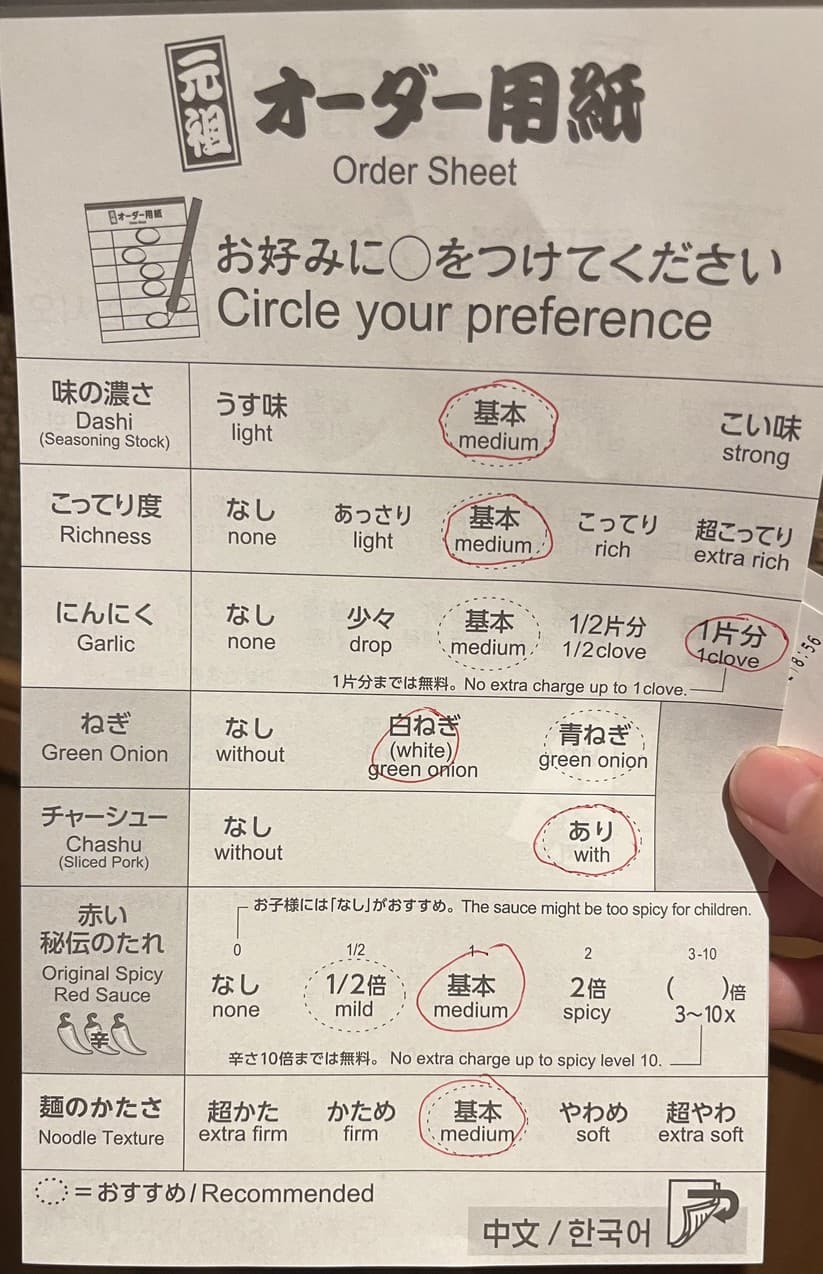 元祖 オーダー用紙
Order Sheet
オーダー用紙
お好みに○をつけてください
Circle your preference
味の濃さ
Dashi
(Seasoning Stock)
うす味
light
基本
medium
こい味
strong
こってり度
Richness
なし
none
あっさり
light
基本
medium
こってり
rich
超こってり
extra rich
にんにく
Garlic
なし
none
少々
drop
基本
medium
1/2片分
1/2clove
1片分
1clove
1片分までは無料。No extra charge up to 1clove.
ねぎ
Green Onion
なし
without
白ねぎ
(white)
green onion
青ねぎ
green onion
チャーシュー
Chashu
(Sliced Pork)
なし
without
あり
with
赤い
秘伝のたれ
Original Spicy
Red Sauce
辛
お子様には「なし」がおすすめ。The sauce might be too spicy for children.
0
なし
none
1/2
1/2倍
mild
1
基本
medium
2
2倍
spicy
3-10
( )倍
3～10x
辛さ10倍までは無料。 No extra charge up to spicy level 10.
麺のかたさ
Noodle Texture
超かた
extra firm
かため
firm
基本
medium
やわめ
soft
超やわ
extra soft
=おすすめ/Recommended
中文 / 한국어
18:56